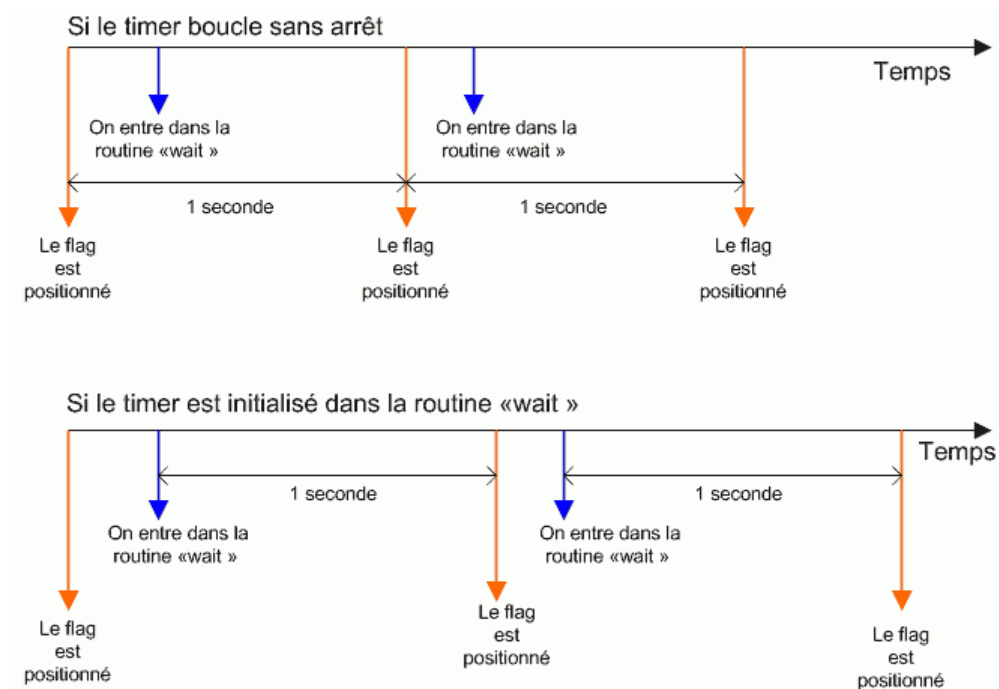 Si le timer boucle sans arrêt
Temps
On entre dans la
routine «wait »
On entre dans la
routine «wait »
1 seconde
1 seconde
Le flag
est
positionné
Le flag
est
positionné
Le flag
est
positionné
Si le timer est initialisé dans la routine «wait »
Temps
1 seconde
1 seconde
On entre dans la
routine «wait »
On entre dans la
routine «wait »
Le flag
est
positionné
Le flag
est
positionné
Le flag
est
positionné